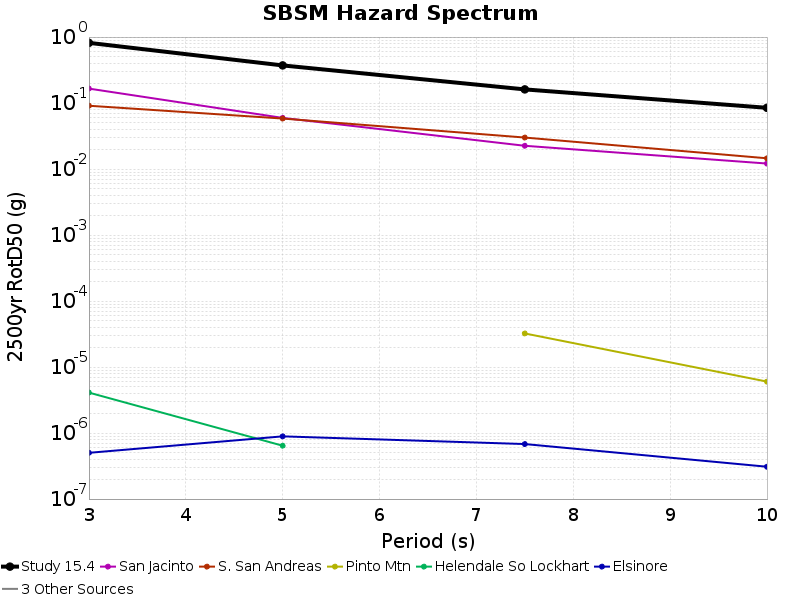 SBSM Hazard Spectrum
10^0
10^-1
10^-2
10^-3
10^-4
10^-5
10^-6
10^-7
2500yr RotD50 (g)
3 4 5 6 7 8 9 10
Period (s)
Study 15.4 San Jacinto S. San Andreas Pinto Mtn Helendale So Lockhart Elsinore
3 Other Sources